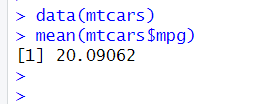 > data(mtcars)
> mean(mtcars$mpg)
[1] 20.09062
>
>